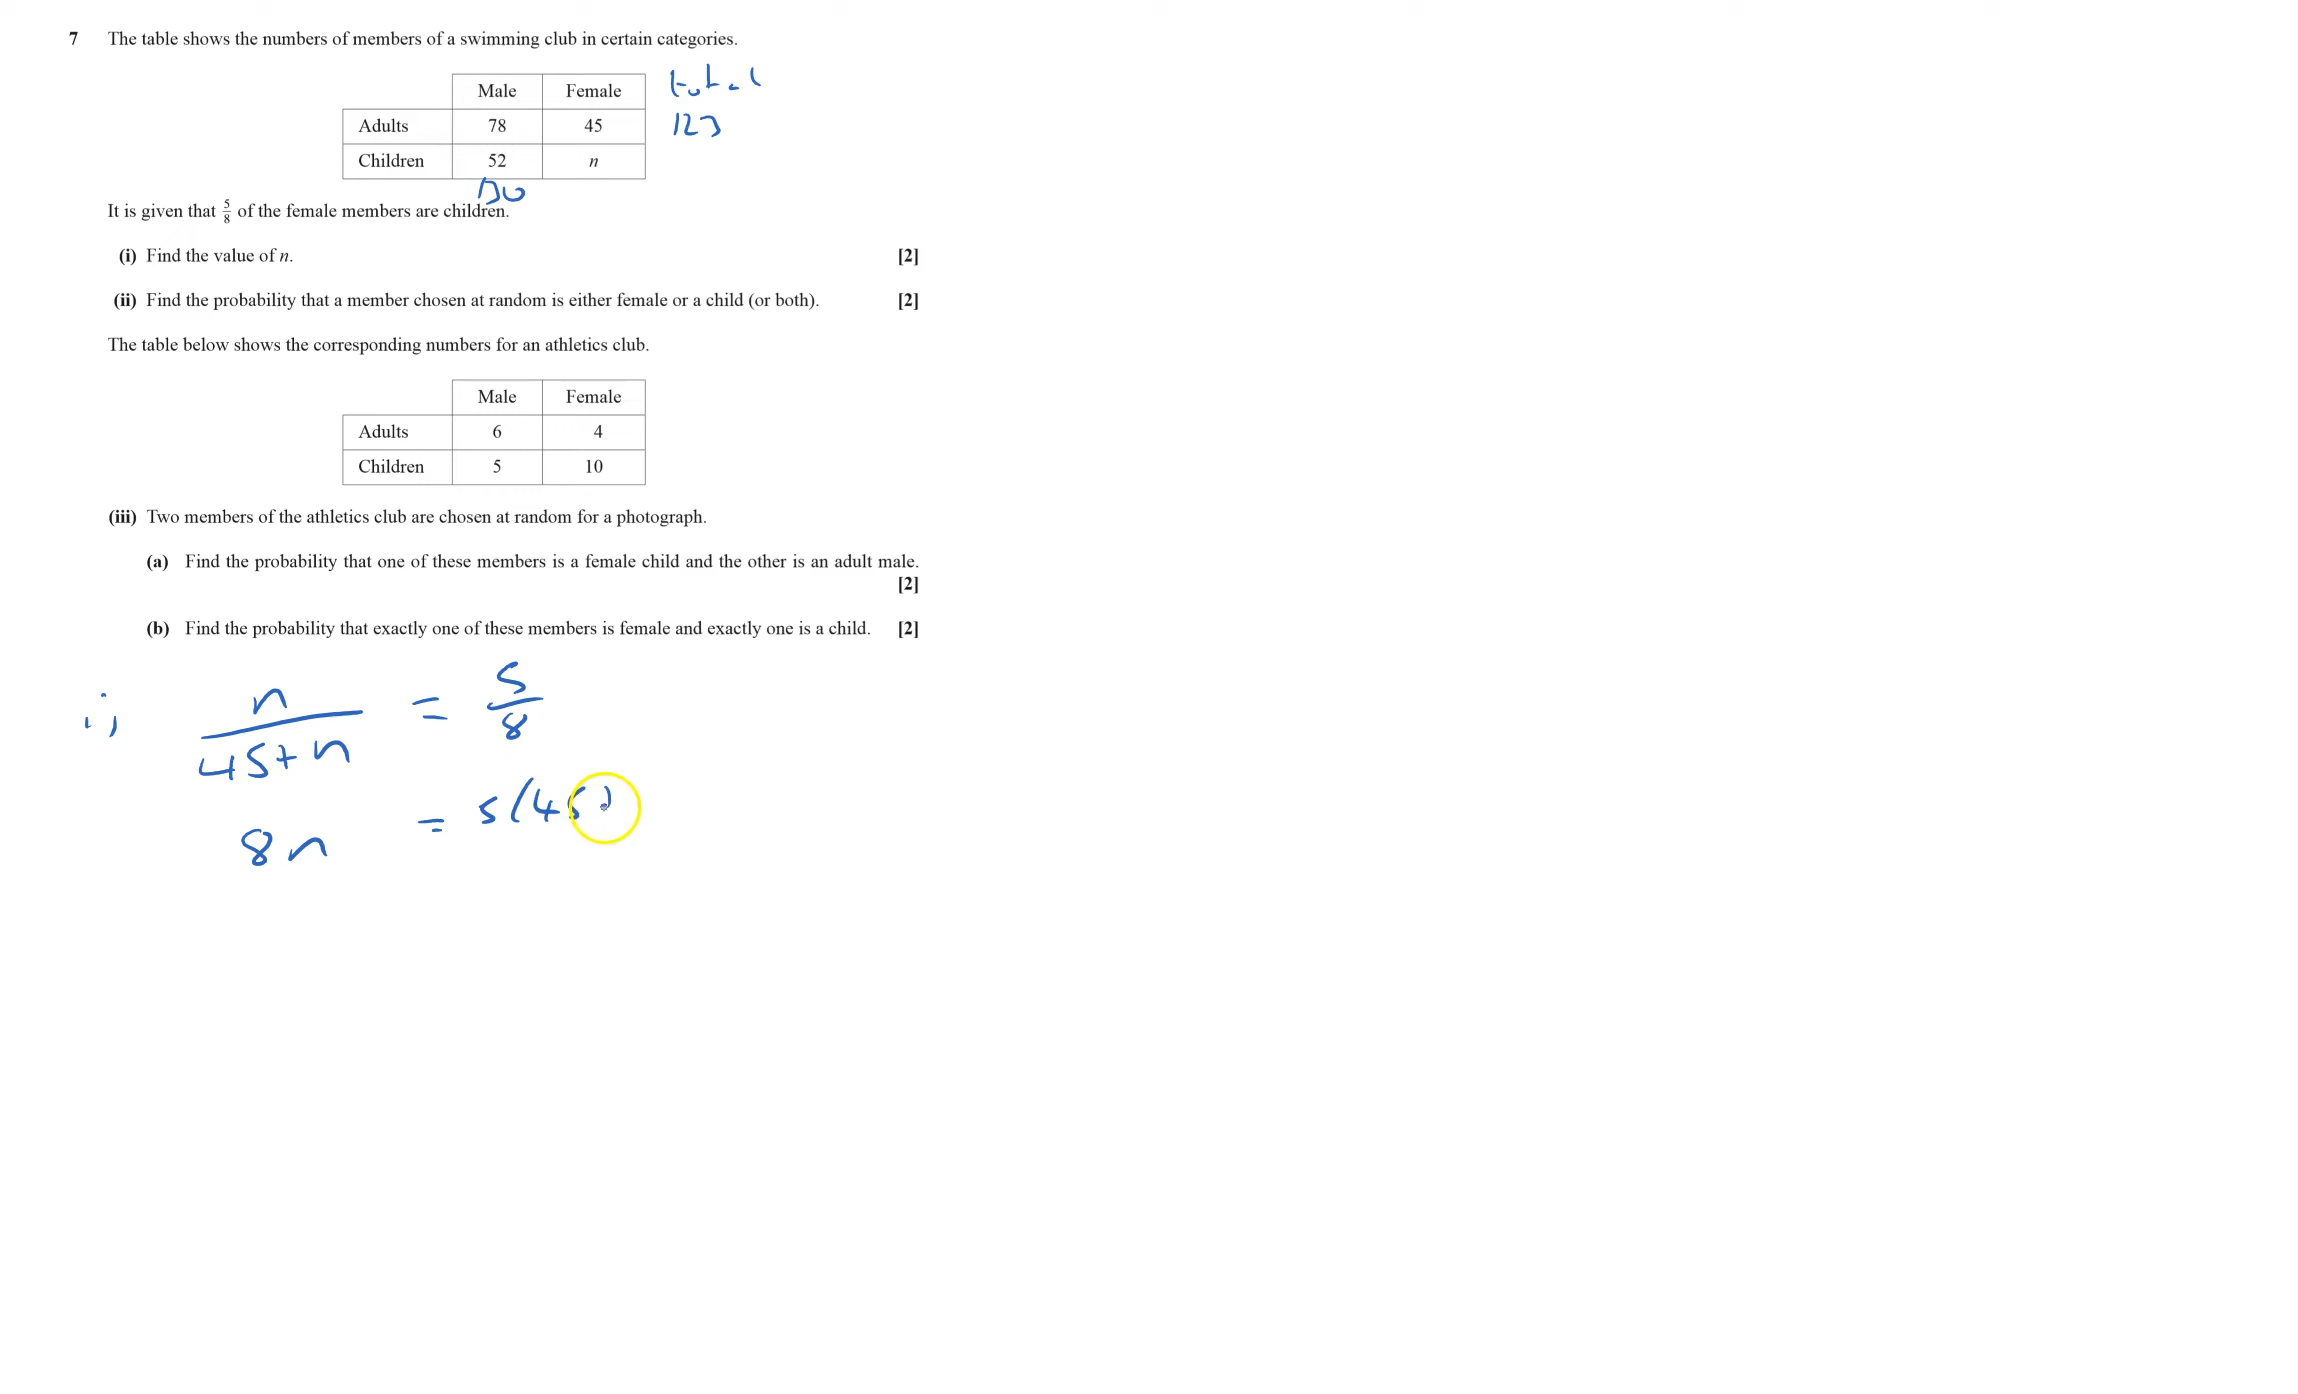 7 The table shows the numbers of members of a swimming club in certain categories.
Male Female total
Adults 78 45 123
Children 52 n
130
It is given that 5/8 of the female members are children.
(i) Find the value of n. [2]
(ii) Find the probability that a member chosen at random is either female or a child (or both). [2]
The table below shows the corresponding numbers for an athletics club.
Male Female
Adults 6 4
Children 5 10
(iii) Two members of the athletics club are chosen at random for a photograph.
(a) Find the probability that one of these members is a female child and the other is an adult male.
[2]
(b) Find the probability that exactly one of these members is female and exactly one is a child. [2]
i) n/(45+n) = 5/8
8n = 5(45